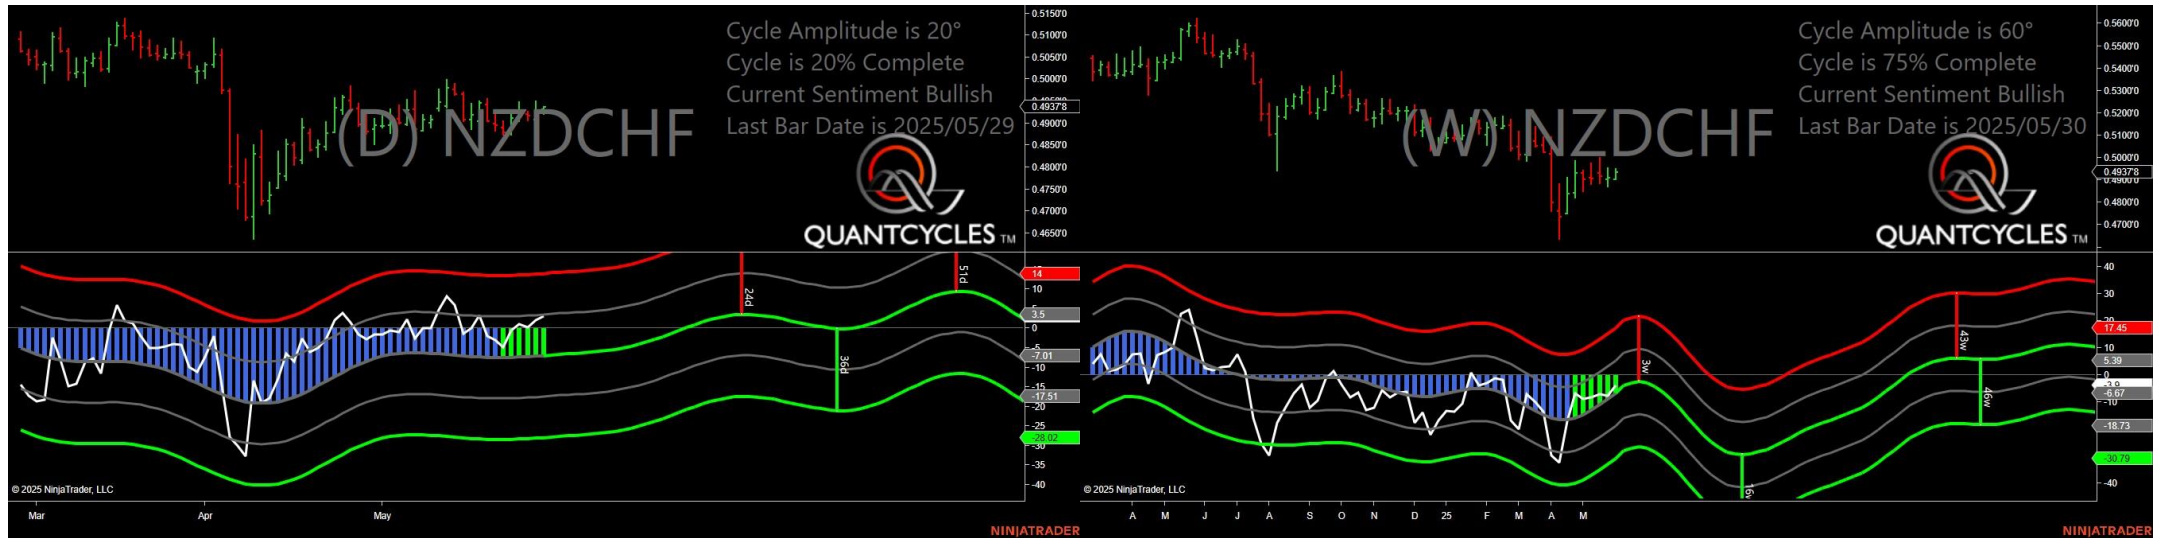 Cycle Amplitude is 20°
Cycle is 20% Complete
Current Sentiment Bullish
Last Bar Date is 2025/05/29
(D) NZDCHF
QUANTCYCLES TM
0.5150'0
0.5100'0
0.5050'0
0.5000'0
0.4937'8
0.4900'0
0.4850'0
0.4800'0
0.4750'0
0.4700'0
0.4650'0
24d
36d
51d
14
10
5
3.5
0
-5
-7.01
-10
-15
-17.51
-20
-25
-28.02
-30
-35
-40
© 2025 NinjaTrader, LLC
Mar Apr May
NINJATRADER
Cycle Amplitude is 60°
Cycle is 75% Complete
Current Sentiment Bullish
Last Bar Date is 2025/05/30
(W) NZDCHF
QUANTCYCLES TM
0.5600'0
0.5500'0
0.5400'0
0.5300'0
0.5200'0
0.5100'0
0.5000'0
0.4937'8
0.4900'0
0.4800'0
0.4700'0
3w
16w
43w
46w
40
30
20
17.45
10
5.39
0
-3.9
-6.67
-10
-18.73
-30.79
-40
© 2025 NinjaTrader, LLC
A M J J A S O N D 25 F M A M
NINJATRADER